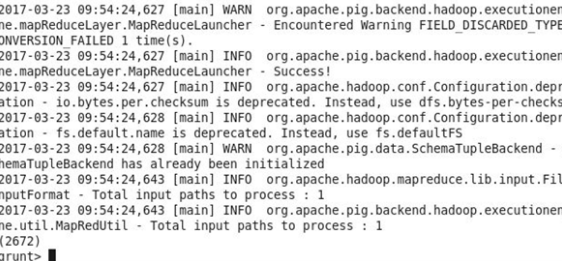 2017-03-23 09:54:24,627 [main] WARN  org.apache.pig.backend.hadoop.executionen
ne.mapReduceLayer.MapReduceLauncher - Encountered Warning FIELD_DISCARDED_TYPE
ONVERSION_FAILED 1 time(s).
2017-03-23 09:54:24,627 [main] INFO  org.apache.pig.backend.hadoop.executionen
ne.mapReduceLayer.MapReduceLauncher - Success!
2017-03-23 09:54:24,627 [main] INFO  org.apache.hadoop.conf.Configuration.depr
ation - io.bytes.per.checksum is deprecated. Instead, use dfs.bytes-per-checks
2017-03-23 09:54:24,628 [main] INFO  org.apache.hadoop.conf.Configuration.depr
ation - fs.default.name is deprecated. Instead, use fs.defaultFS
2017-03-23 09:54:24,628 [main] WARN  org.apache.pig.data.SchemaTupleBackend -
hemaTupleBackend has already been initialized
2017-03-23 09:54:24,643 [main] INFO  org.apache.hadoop.mapreduce.lib.input.Fil
nputFormat - Total input paths to process : 1
2017-03-23 09:54:24,643 [main] INFO  org.apache.pig.backend.hadoop.executionen
ne.util.MapRedUtil - Total input paths to process : 1
(2672)
grunt>